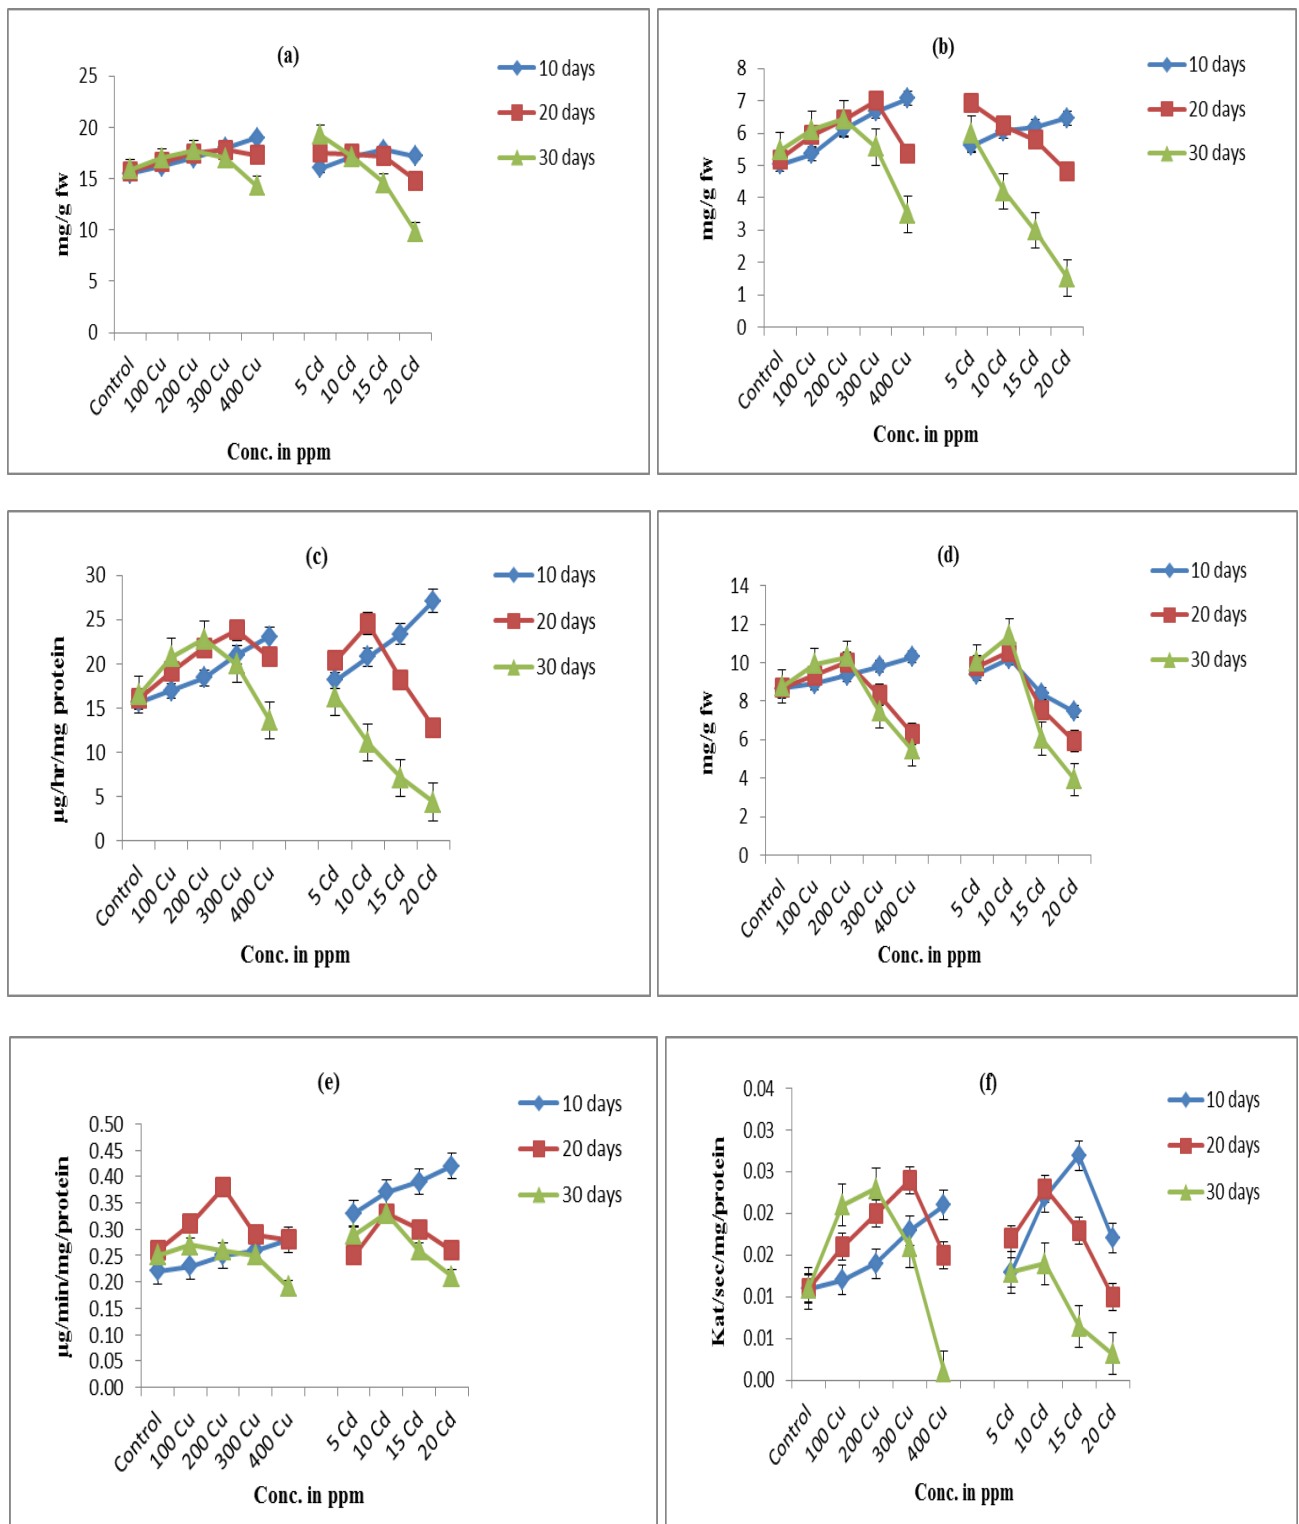 (a)
10 days
20 days
30 days
25
20
15
10
5
0
mg/g fw
Control
100 Cu
200 Cu
300 Cu
400 Cu
5 Cd
10 Cd
15 Cd
20 Cd
Conc. in ppm
(b)
10 days
20 days
30 days
8
7
6
5
4
3
2
1
0
mg/g fw
Control
100 Cu
200 Cu
300 Cu
400 Cu
5 Cd
10 Cd
15 Cd
20 Cd
Conc. in ppm
(c)
10 days
20 days
30 days
30
25
20
15
10
5
0
µg/hr/mg protein
Control
100 Cu
200 Cu
300 Cu
400 Cu
5 Cd
10 Cd
15 Cd
20 Cd
Conc. in ppm
(d)
10 days
20 days
30 days
14
12
10
8
6
4
2
0
mg/g fw
Control
100 Cu
200 Cu
300 Cu
400 Cu
5 Cd
10 Cd
15 Cd
20 Cd
Conc. in ppm
(e)
10 days
20 days
30 days
0.50
0.45
0.40
0.35
0.30
0.25
0.20
0.15
0.10
0.05
0.00
µg/min/mg/protein
Control
100 Cu
200 Cu
300 Cu
400 Cu
5 Cd
10 Cd
15 Cd
20 Cd
Conc. in ppm
(f)
10 days
20 days
30 days
0.04
0.03
0.03
0.02
0.02
0.01
0.01
0.00
Kat/sec/mg/protein
Control
100 Cu
200 Cu
300 Cu
400 Cu
5 Cd
10 Cd
15 Cd
20 Cd
Conc. in ppm